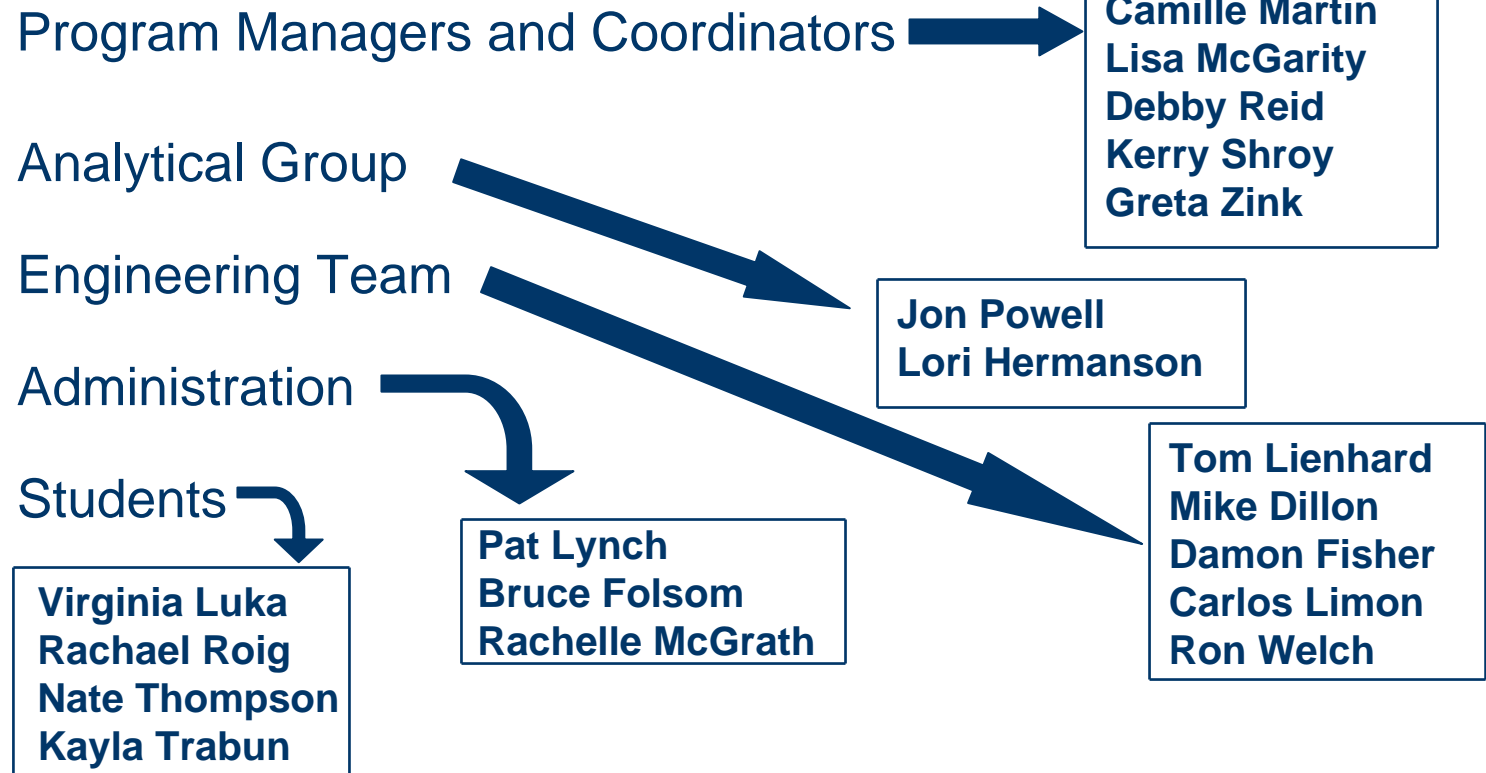 Program Managers and Coordinators
Camille Martin
Lisa McGarity
Debby Reid
Kerry Shroy
Greta Zink
Analytical Group
Jon Powell
Lori Hermanson
Engineering Team
Tom Lienhard
Mike Dillon
Damon Fisher
Carlos Limon
Ron Welch
Administration
Pat Lynch
Bruce Folsom
Rachelle McGrath
Students
Virginia Luka
Rachael Roig
Nate Thompson
Kayla Trabun